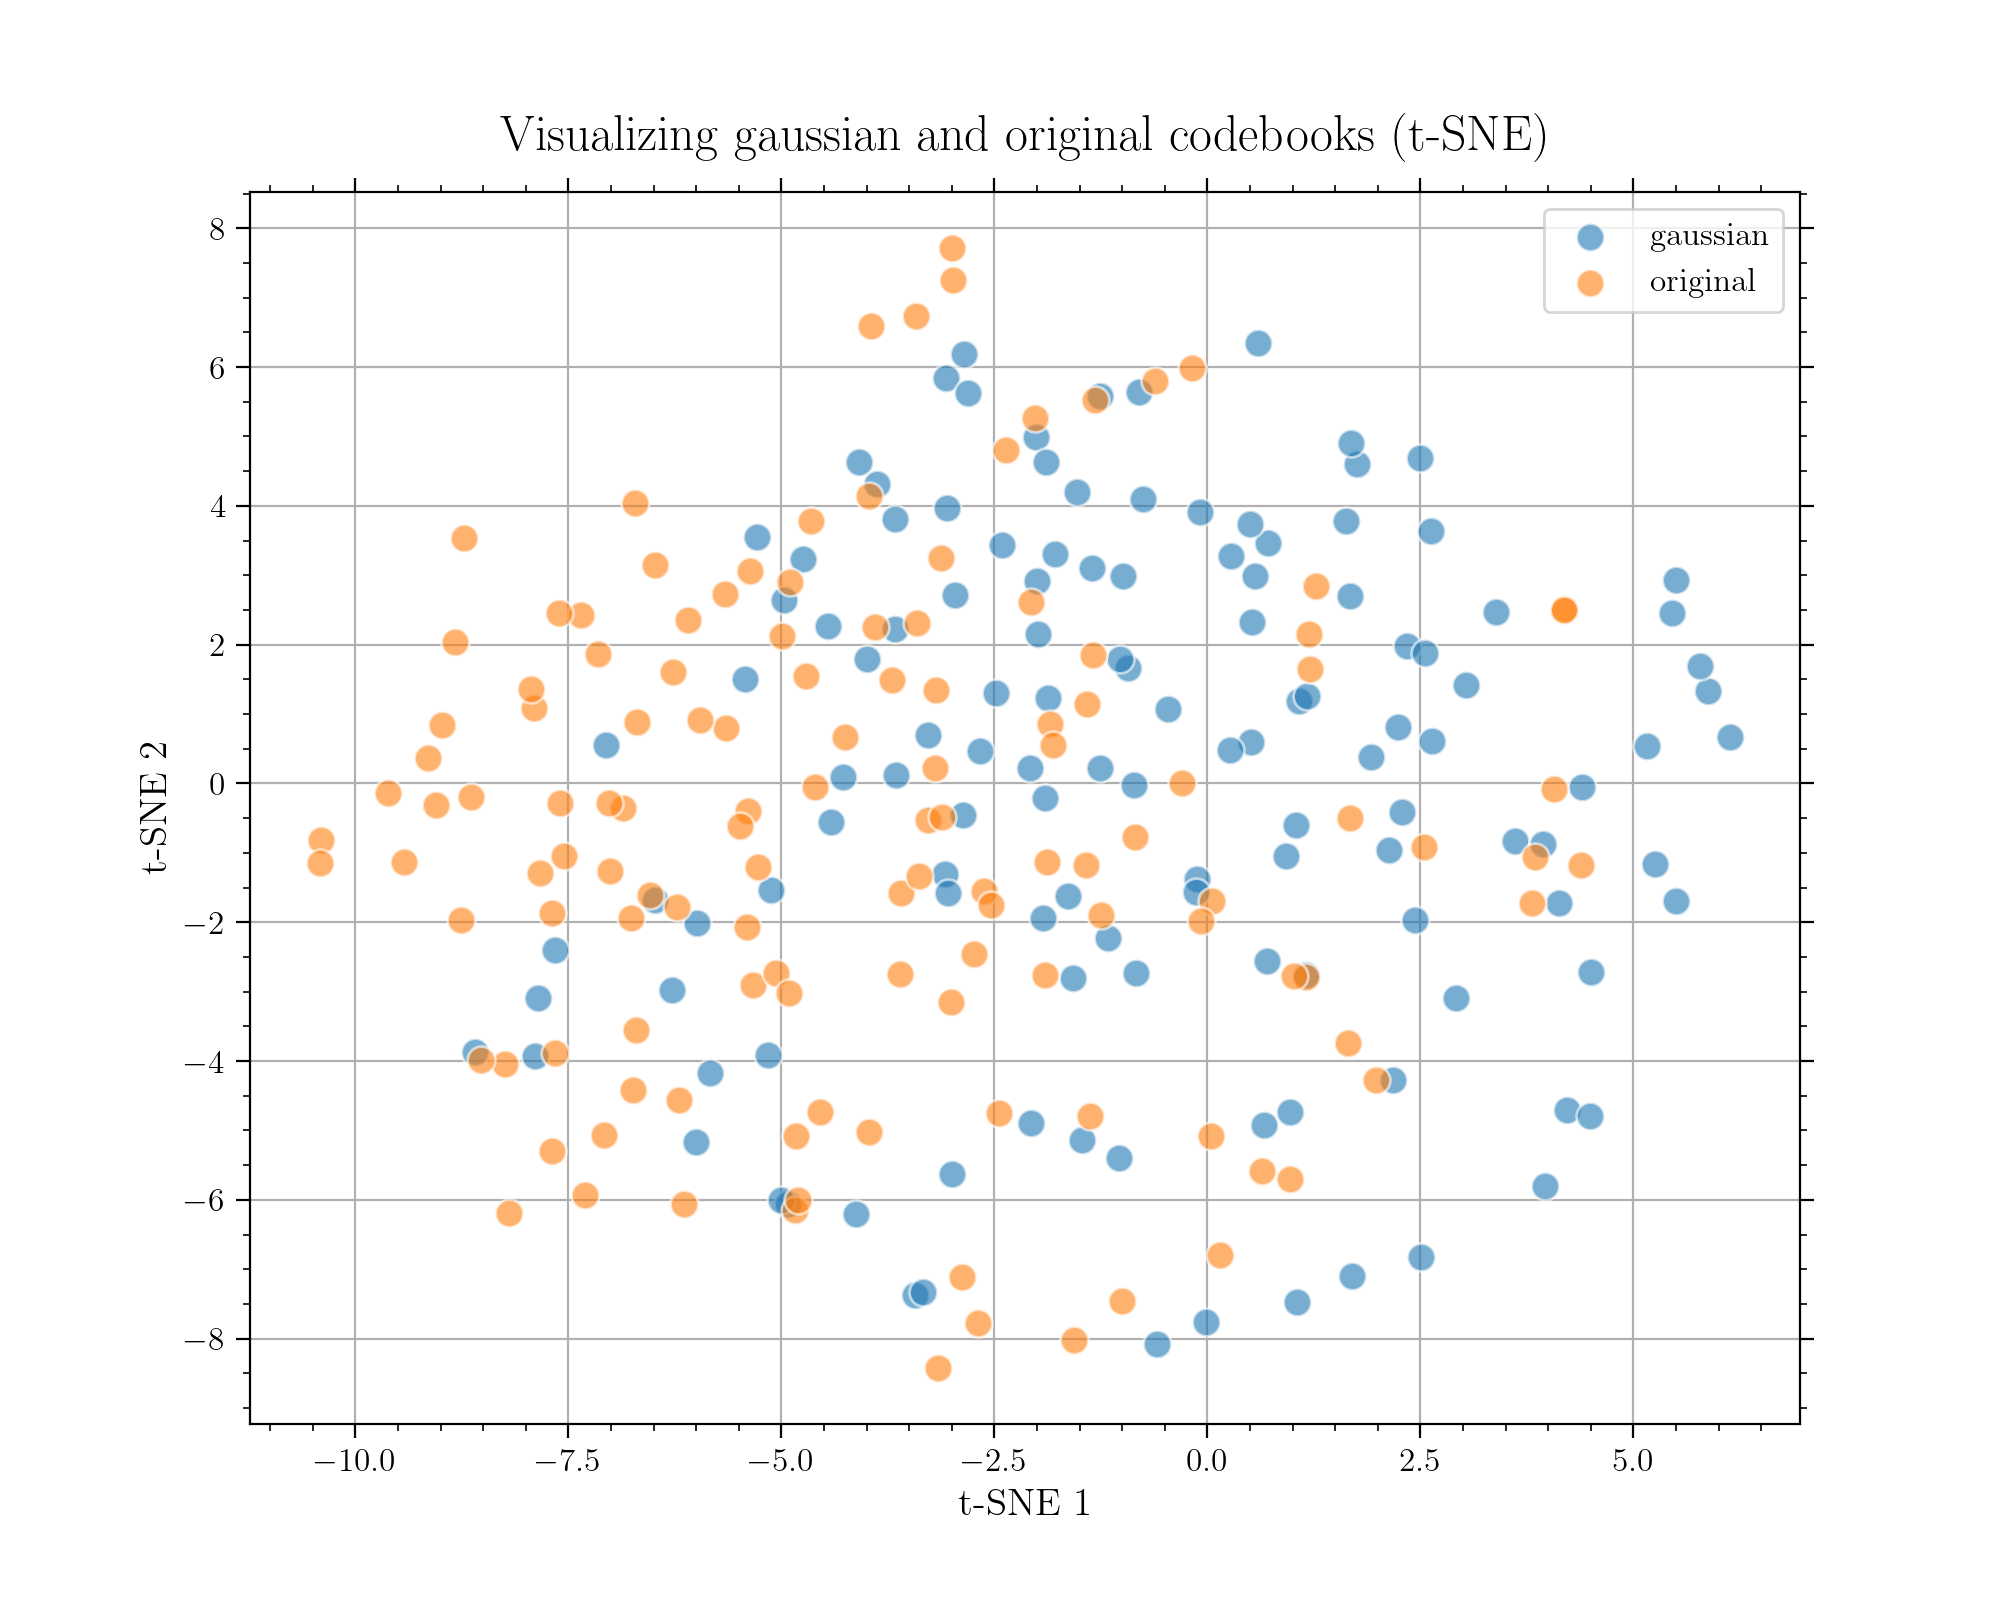 Visualizing gaussian and original codebooks (t-SNE)
gaussian
original
t-SNE 2
8
6
4
2
0
−2
−4
−6
−8
−10.0 −7.5 −5.0 −2.5 0.0 2.5 5.0
t-SNE 1